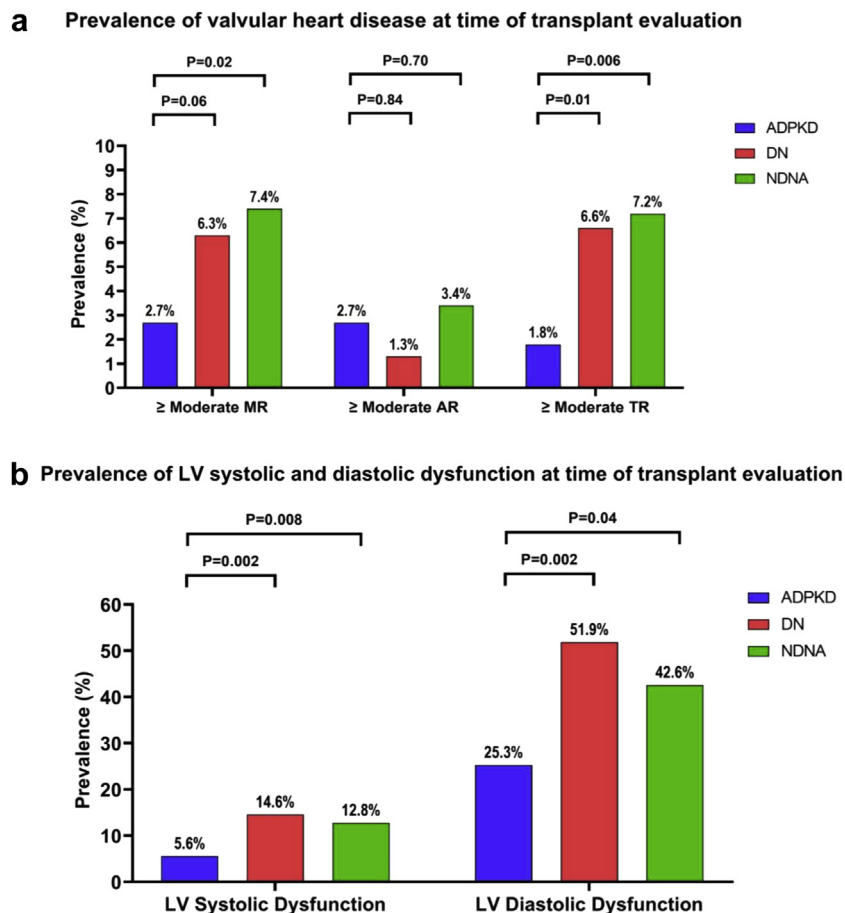 a Prevalence of valvular heart disease at time of transplant evaluation
P=0.02
P=0.06
P=0.70
P=0.84
P=0.006
P=0.01
ADPKD
DN
NDNA
Prevalence (%)
10
9
8
7
6
5
4
3
2
1
0
2.7%
6.3%
7.4%
2.7%
1.3%
3.4%
1.8%
6.6%
7.2%
≥ Moderate MR
≥ Moderate AR
≥ Moderate TR
b Prevalence of LV systolic and diastolic dysfunction at time of transplant evaluation
P=0.008
P=0.002
P=0.04
P=0.002
ADPKD
DN
NDNA
Prevalence (%)
60
50
40
30
20
10
0
5.6%
14.6%
12.8%
25.3%
51.9%
42.6%
LV Systolic Dysfunction
LV Diastolic Dysfunction